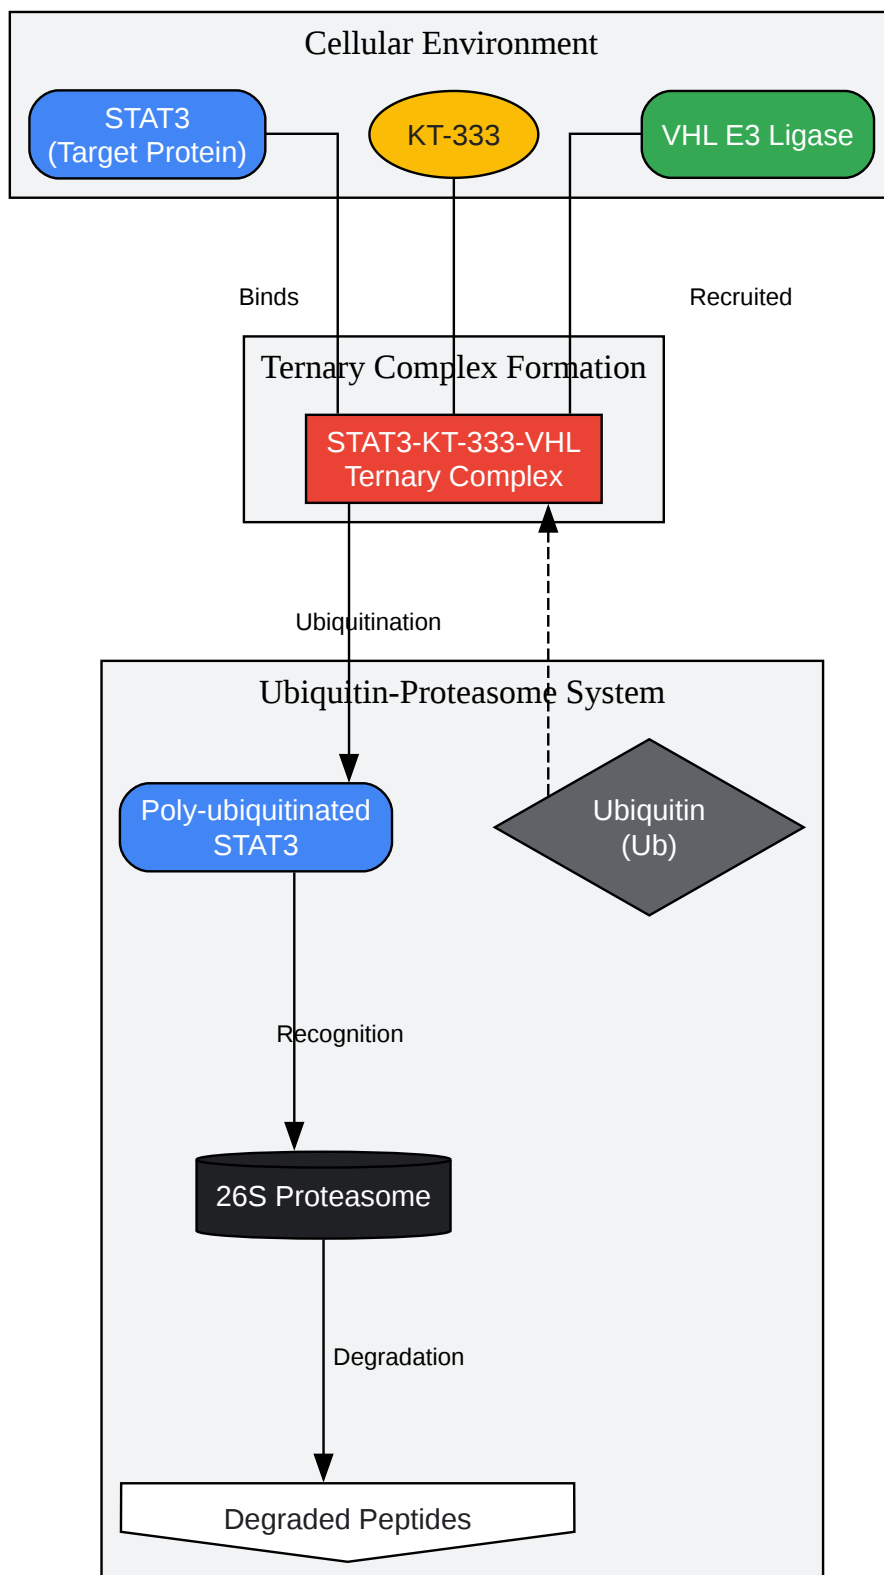 Cellular Environment
STAT3
(Target Protein)
KT-333
VHL E3 Ligase
Binds
Recruited
Ternary Complex Formation
STAT3-KT-333-VHL
Ternary Complex
Ubiquitination
Ubiquitin-Proteasome System
Poly-ubiquitinated
STAT3
Ubiquitin
(Ub)
Recognition
26S Proteasome
Degradation
Degraded Peptides